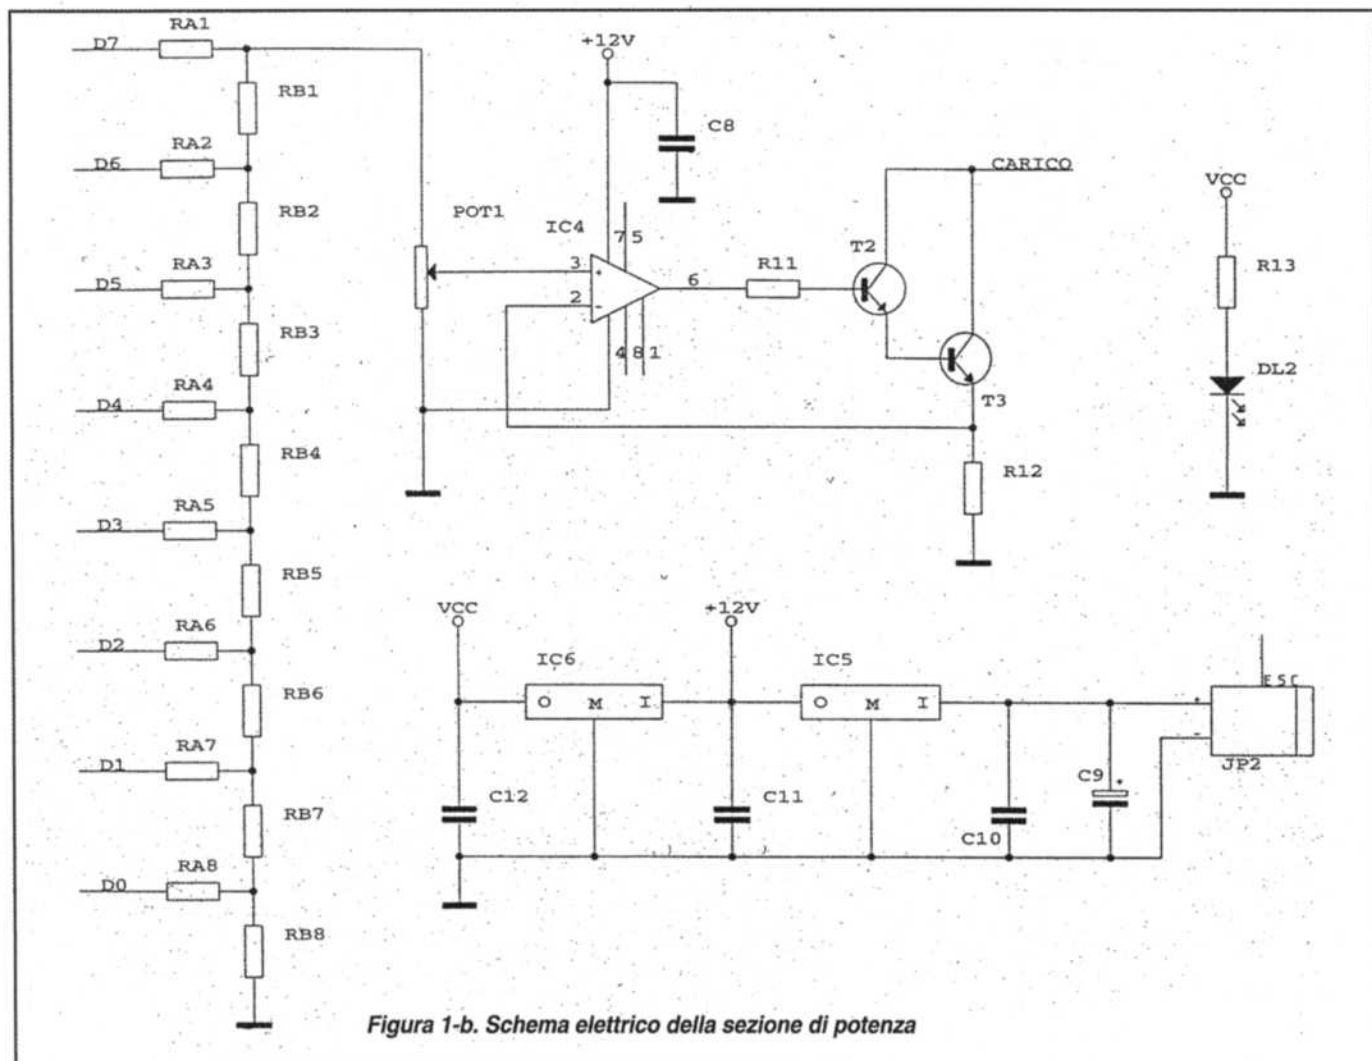 RA1
D7
RB1
RA2
D6
RB2
RA3
D5
RB3
RA4
D4
RB4
RA5
D3
RB5
RA6
D2
RB6
RA7
D1
RB7
RA8
D0
RB8
+12V
C8
POT1
IC4
7 5
3
+
2
-
6
4 8 1
R11
T2
T3
CARICO
R12
VCC
R13
DL2
VCC
IC6
O M I
+12V
IC5
O M I
C12
C11
C10
C9
+
+
-
ESC
JP2
Figura 1-b. Schema elettrico della sezione di potenza